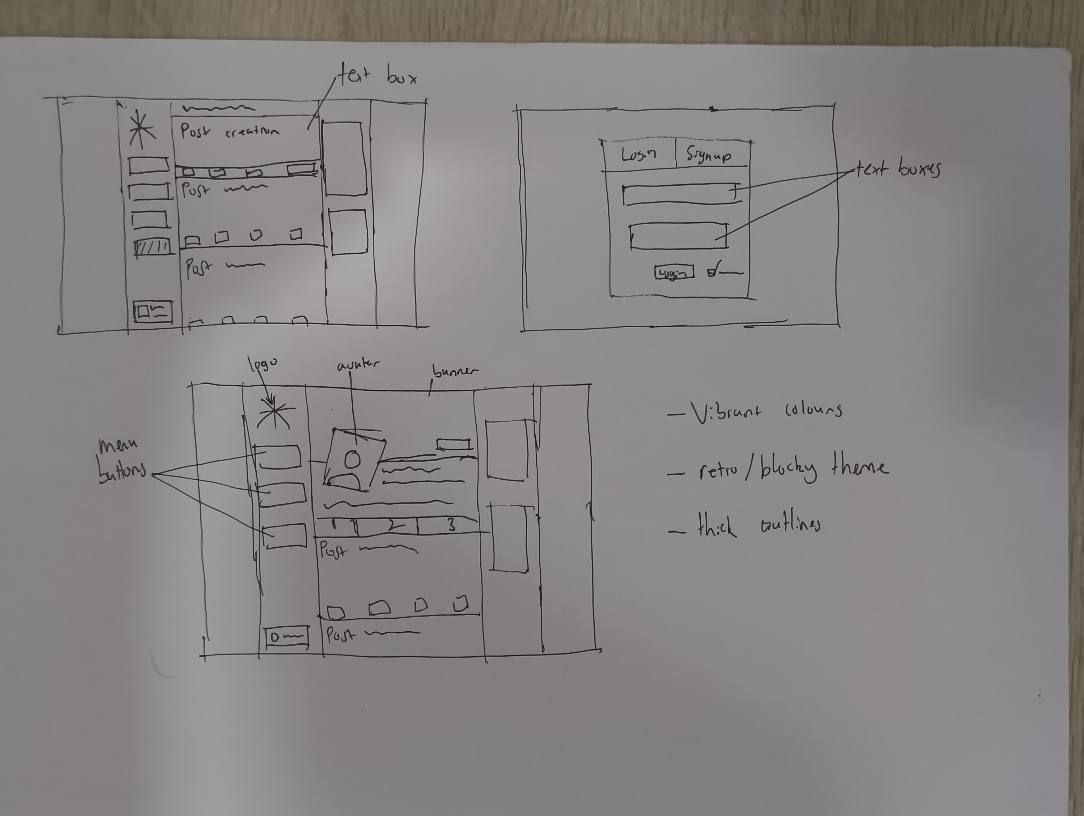 text box
Post creation
Post
Post
Login Signup
text boxes
Login
logo
avatar
banner
menu
buttons
1 2 3
Post
Post
- Vibrant colours
- retro/blocky theme
- thick outlines